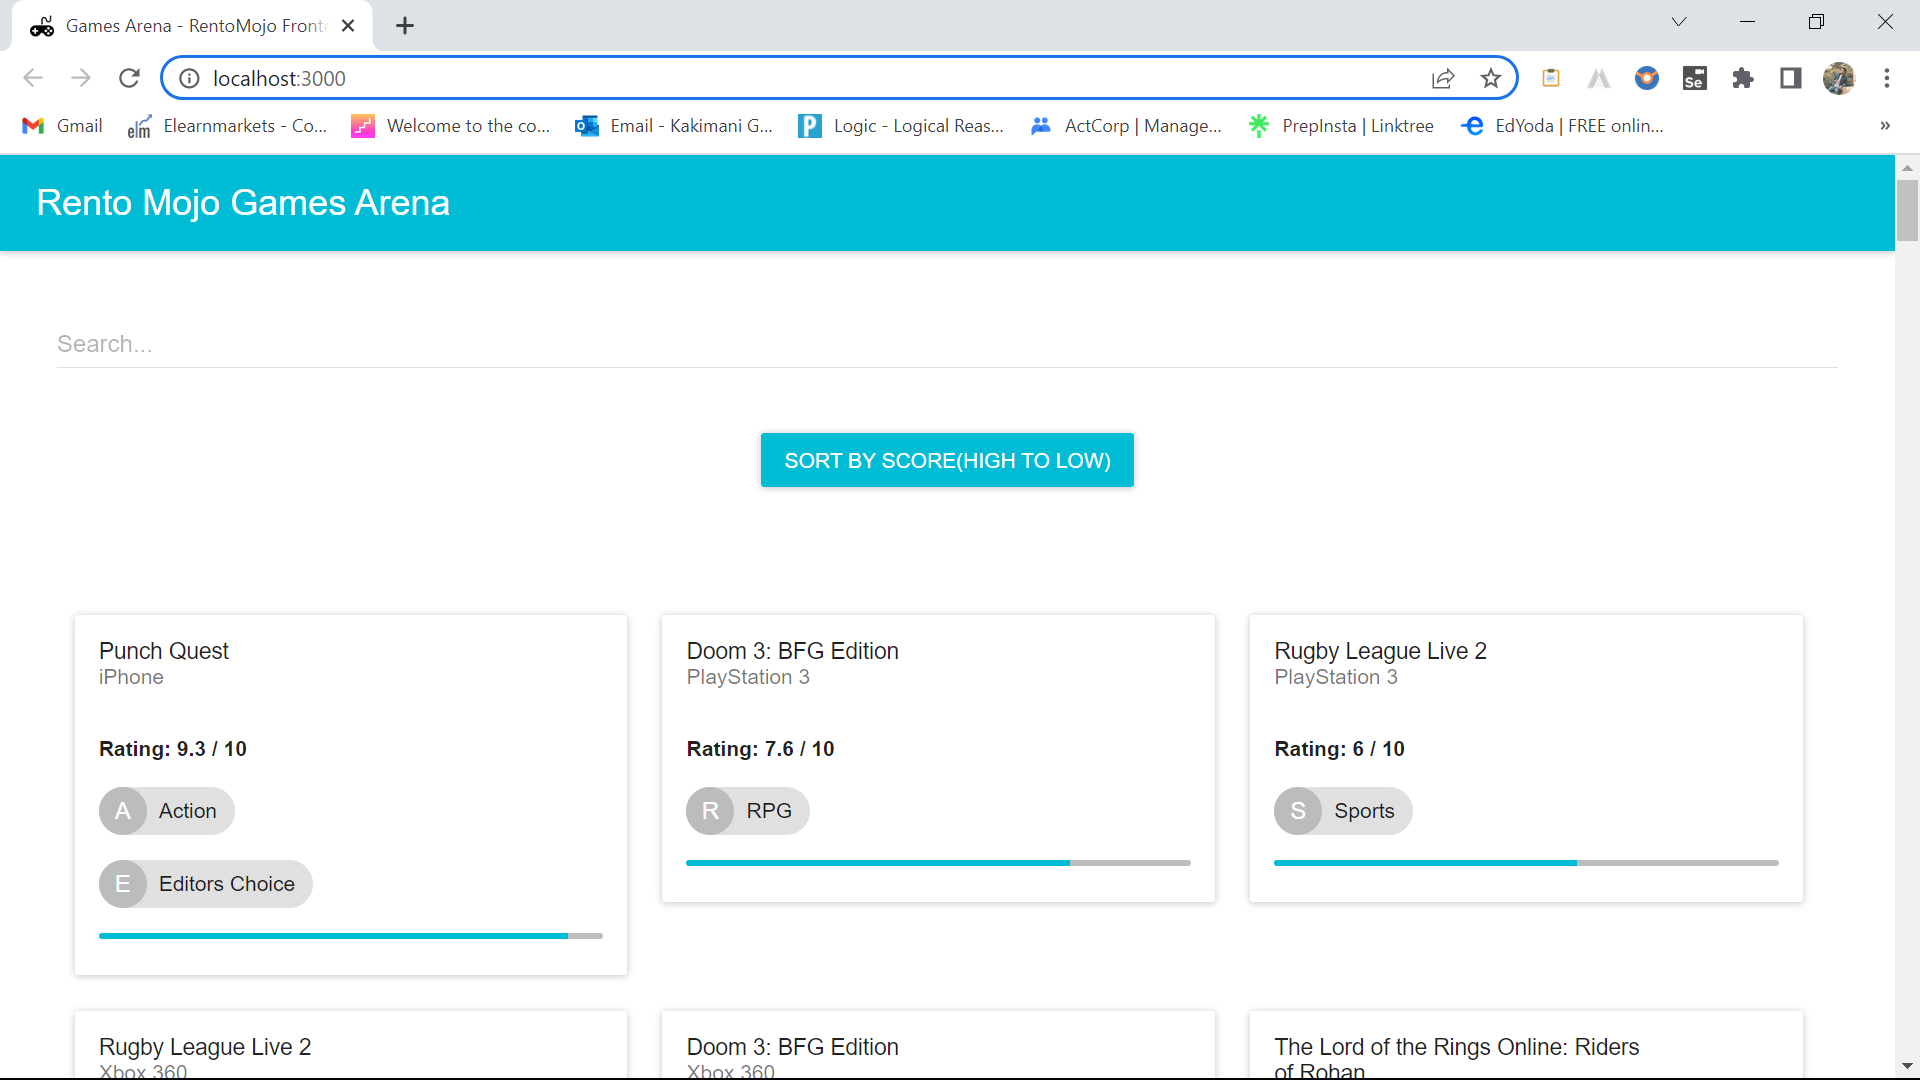 Games Arena - RentoMojo Fronte
localhost:3000
Se
Gmail
elm
Elearnmarkets - Co...
Welcome to the co...
Email - Kakimani G...
P
Logic - Logical Reas...
ActCorp | Manage...
PrepInsta | Linktree
EdYoda | FREE onlin...
Rento Mojo Games Arena
Search...
SORT BY SCORE(HIGH TO LOW)
Punch Quest
iPhone
Rating: 9.3 / 10
A Action
E Editors Choice
Doom 3: BFG Edition
PlayStation 3
Rating: 7.6 / 10
R RPG
Rugby League Live 2
PlayStation 3
Rating: 6 / 10
S Sports
Rugby League Live 2
Xbox 360
Doom 3: BFG Edition
Xbox 360
The Lord of the Rings Online: Riders
of Rohan